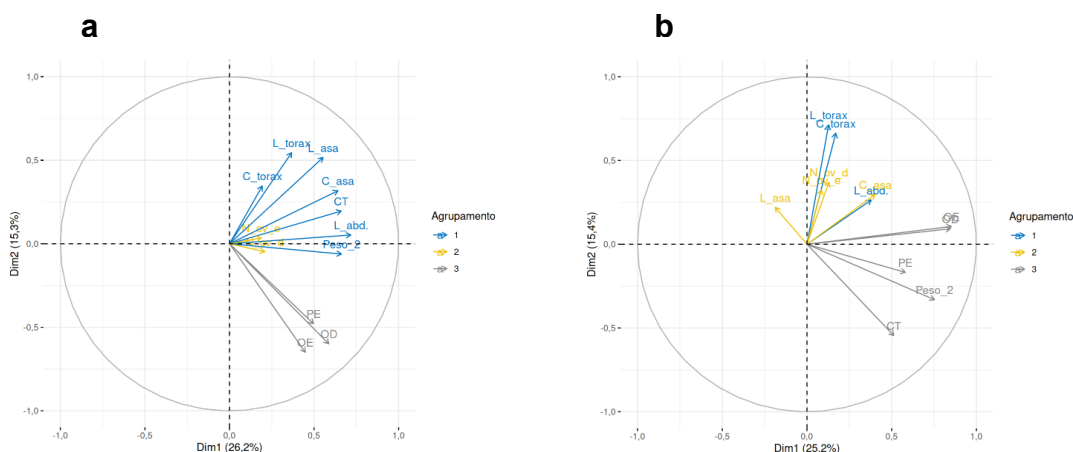 a
1,0
0,5
0,0
-0,5
-1,0
Dim2 (15,3%)
L_torax
L_asa
C_torax
C_asa
CT
L_abd.
Peso_2
PE
OD
OE
-1,0 -0,5 0,0 0,5 1,0
Dim1 (26,2%)
Agrupamento
1
2
3
b
1,0
0,5
0,0
-0,5
-1,0
Dim2 (15,4%)
L_torax
C_torax
N_ov_d
C_asa
L_abd.
L_asa
PE
Peso_2
CT
-1,0 -0,5 0,0 0,5 1,0
Dim1 (25,2%)
Agrupamento
1
2
3